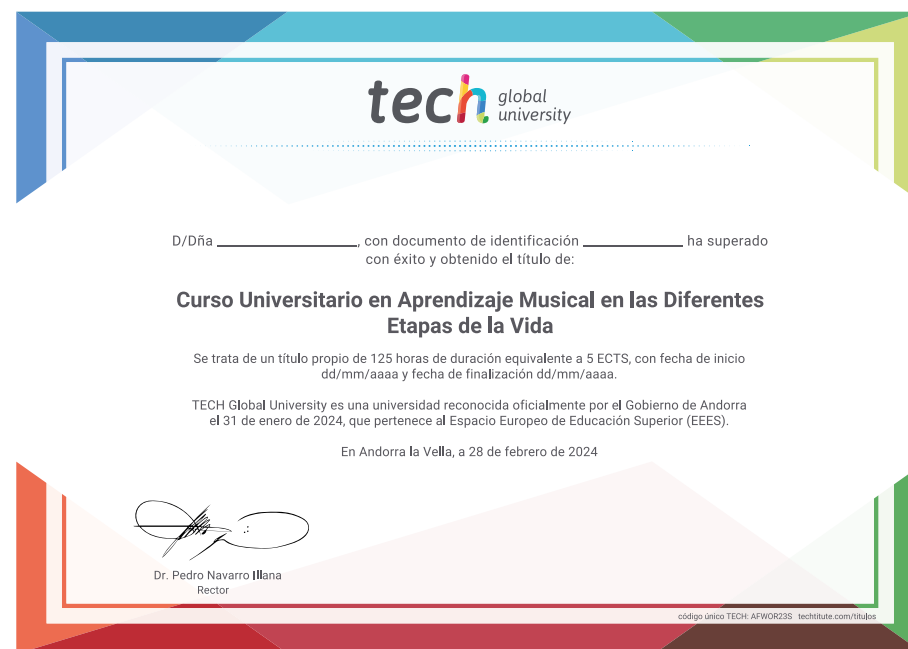 tech global university
D/Dña ____________, con documento de identificación ____________ ha superado
con éxito y obtenido el título de:
Curso Universitario en Aprendizaje Musical en las Diferentes
Etapas de la Vida
Se trata de un título propio de 125 horas de duración equivalente a 5 ECTS, con fecha de inicio
dd/mm/aaaa y fecha de finalización dd/mm/aaaa.
TECH Global University es una universidad reconocida oficialmente por el Gobierno de Andorra
el 31 de enero de 2024, que pertenece al Espacio Europeo de Educación Superior (EEES).
En Andorra la Vella, a 28 de febrero de 2024
Dr. Pedro Navarro Illana
Rector
código único TECH: AFWOR23S techtitute.com/titulos